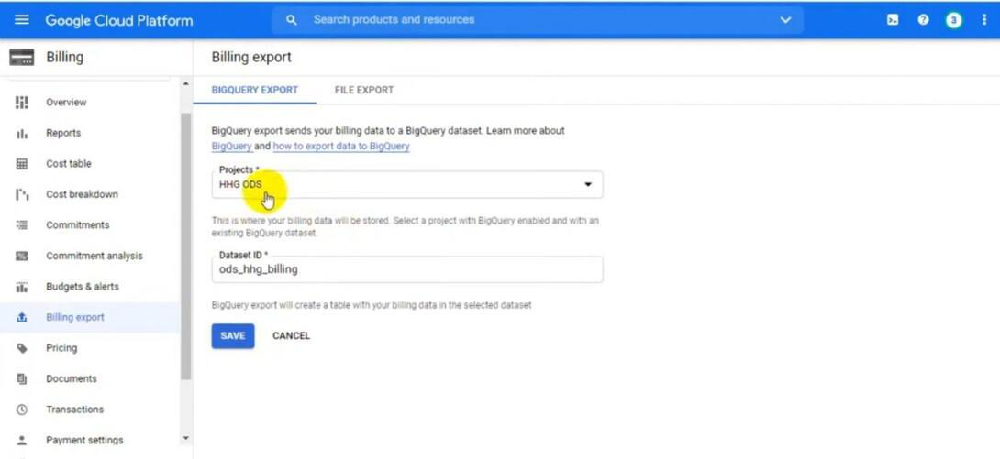 Google Cloud Platform
Search products and resources
3
Billing
Billing export
Overview
Reports
Cost table
Cost breakdown
Commitments
Commitment analysis
Budgets & alerts
Billing export
Pricing
Documents
Transactions
Payment settings
BIGQUERY EXPORT
FILE EXPORT
BigQuery export sends your billing data to a BigQuery dataset. Learn more about
BigQuery and how to export data to BigQuery
Projects *
HHG ODS
This is where your billing data will be stored. Select a project with BigQuery enabled and with an
existing BigQuery dataset.
Dataset ID *
ods_hhg_billing
BigQuery export will create a table with your billing data in the selected dataset
SAVE
CANCEL